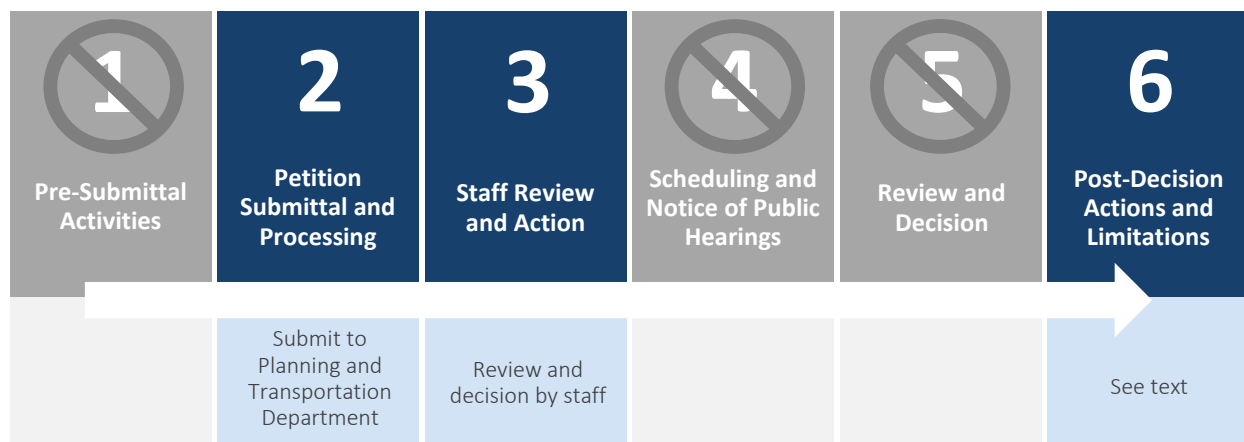 1
Pre-Submittal
Activities
2
Petition
Submittal and
Processing
Submit to
Planning and
Transportation
Department
3
Staff Review
and Action
Review and
decision by staff
4
Scheduling and
Notice of Public
Hearings
5
Review and
Decision
6
Post-Decision
Actions and
Limitations
See text